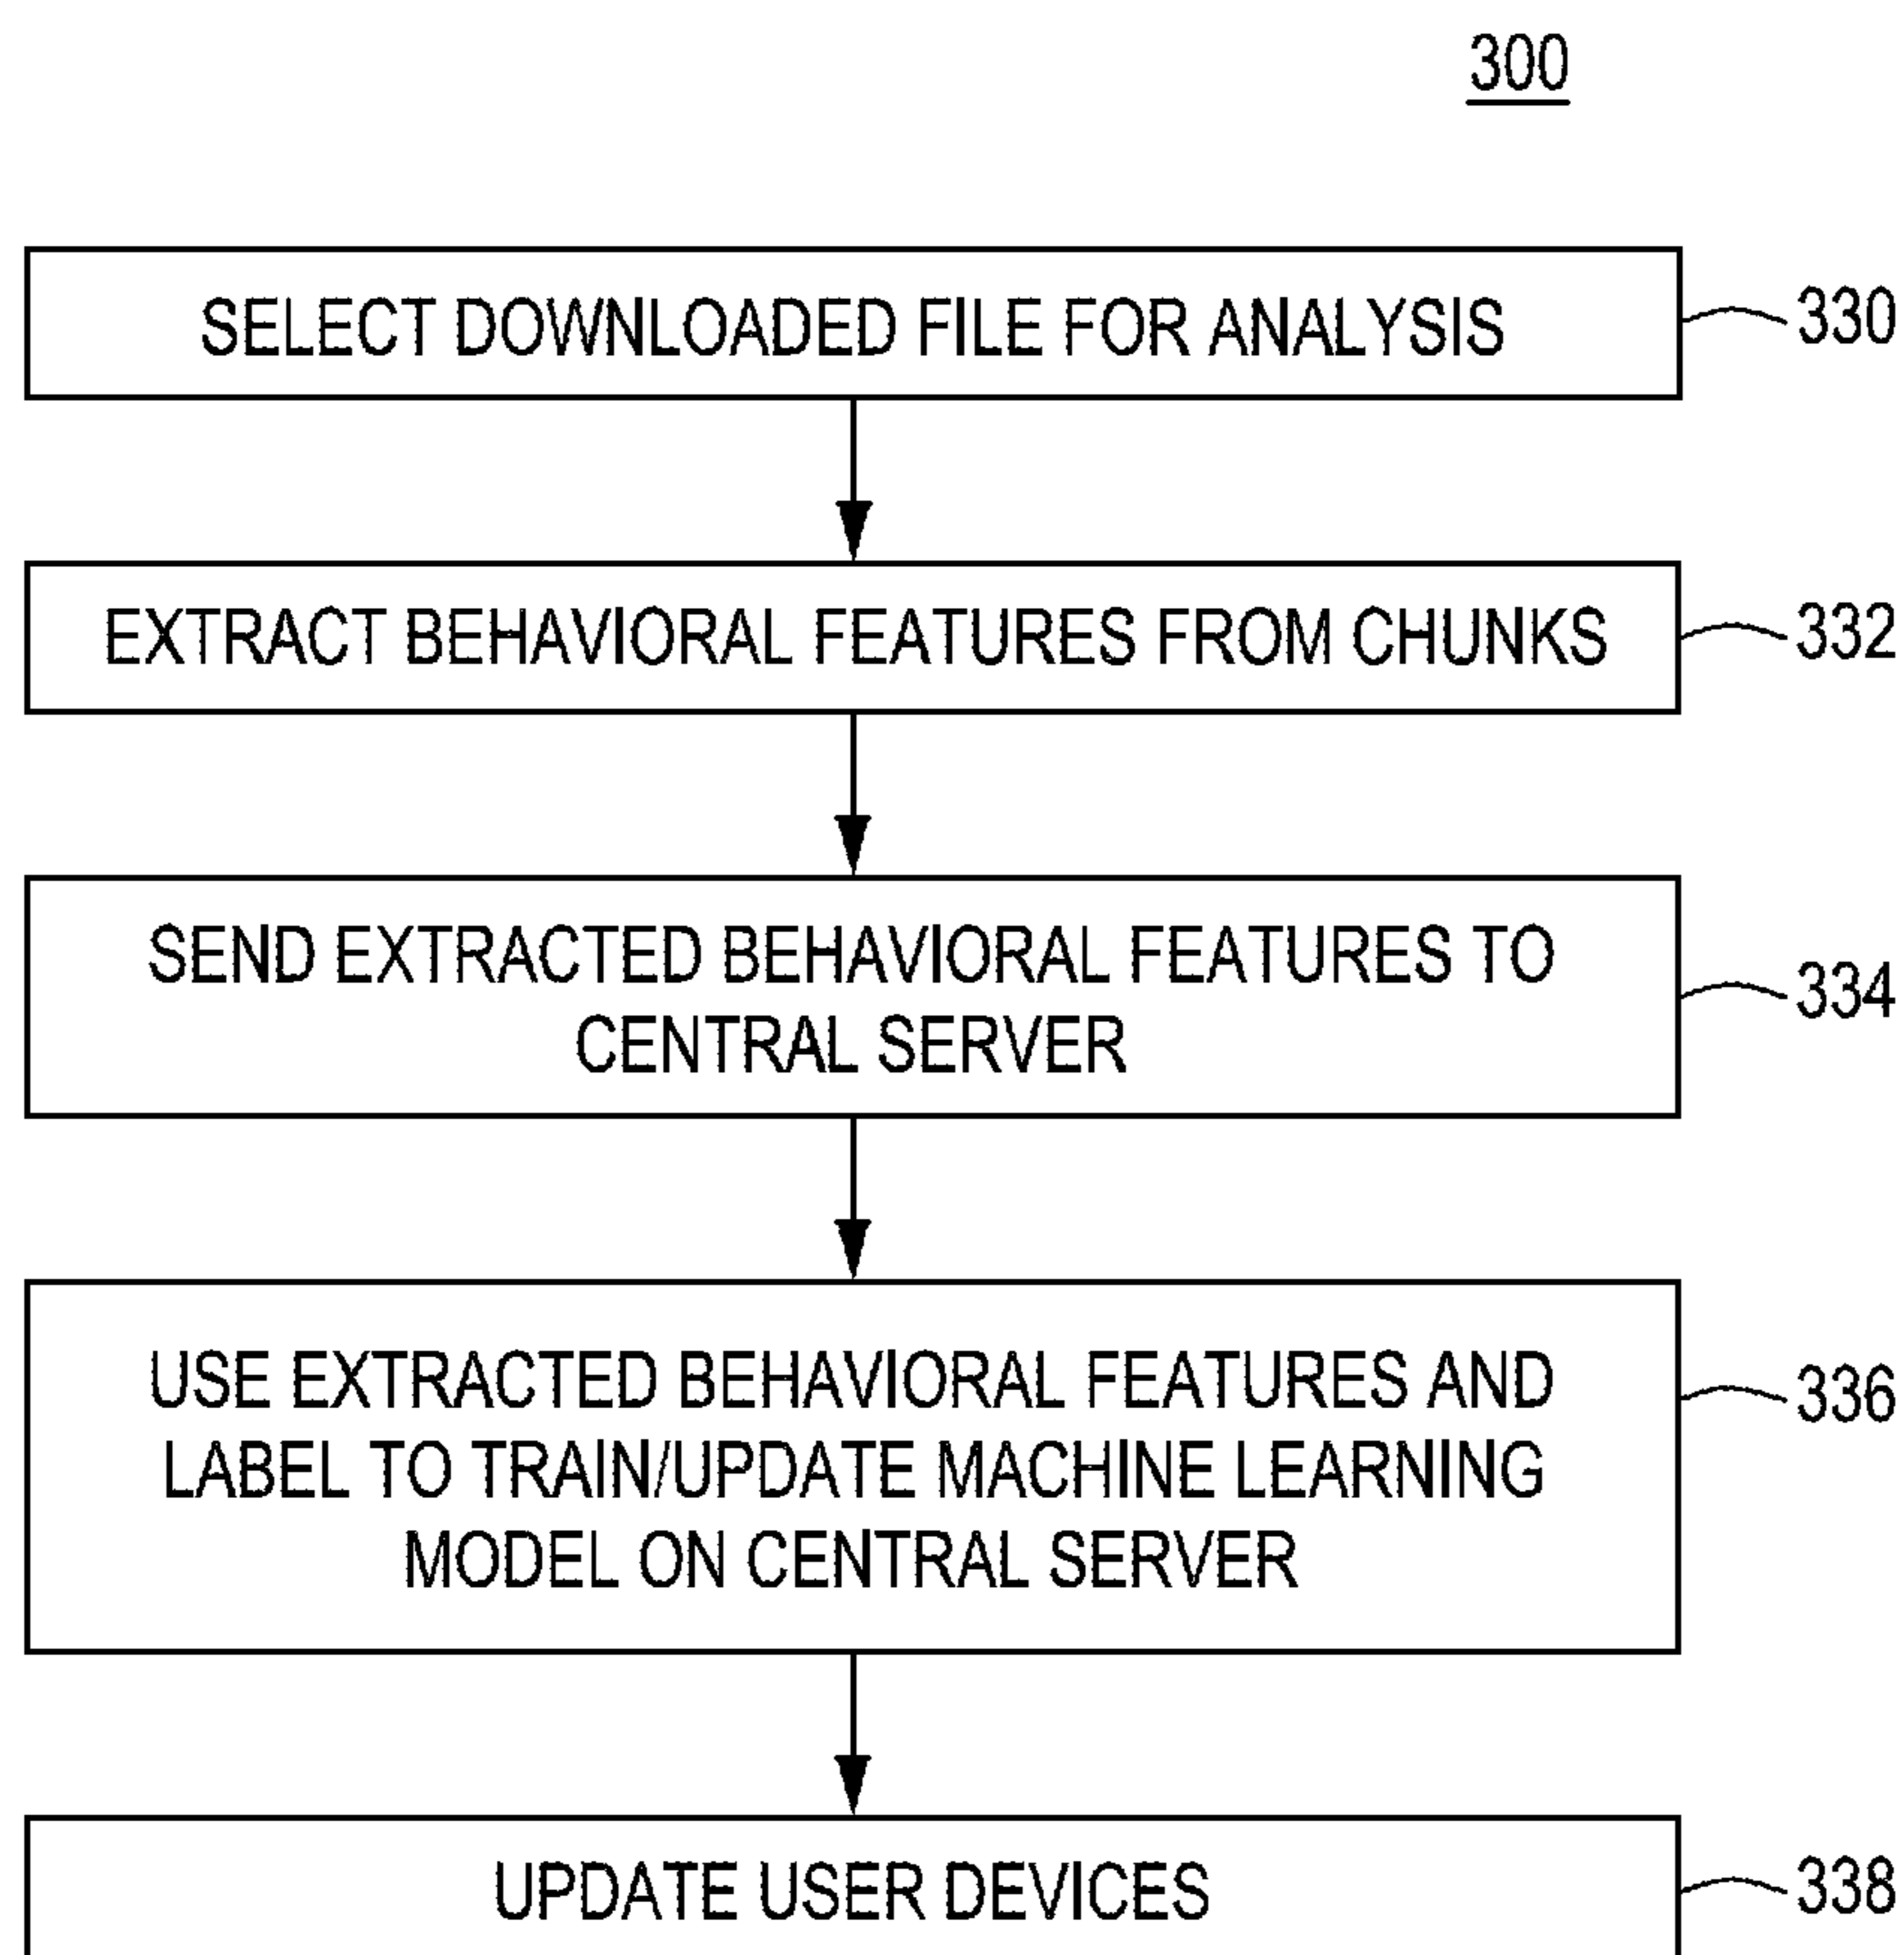 300
SELECT DOWNLOADED FILE FOR ANALYSIS
330
EXTRACT BEHAVIORAL FEATURES FROM CHUNKS
332
SEND EXTRACTED BEHAVIORAL FEATURES TO
CENTRAL SERVER
334
USE EXTRACTED BEHAVIORAL FEATURES AND
LABEL TO TRAIN/UPDATE MACHINE LEARNING
MODEL ON CENTRAL SERVER
336
UPDATE USER DEVICES
338